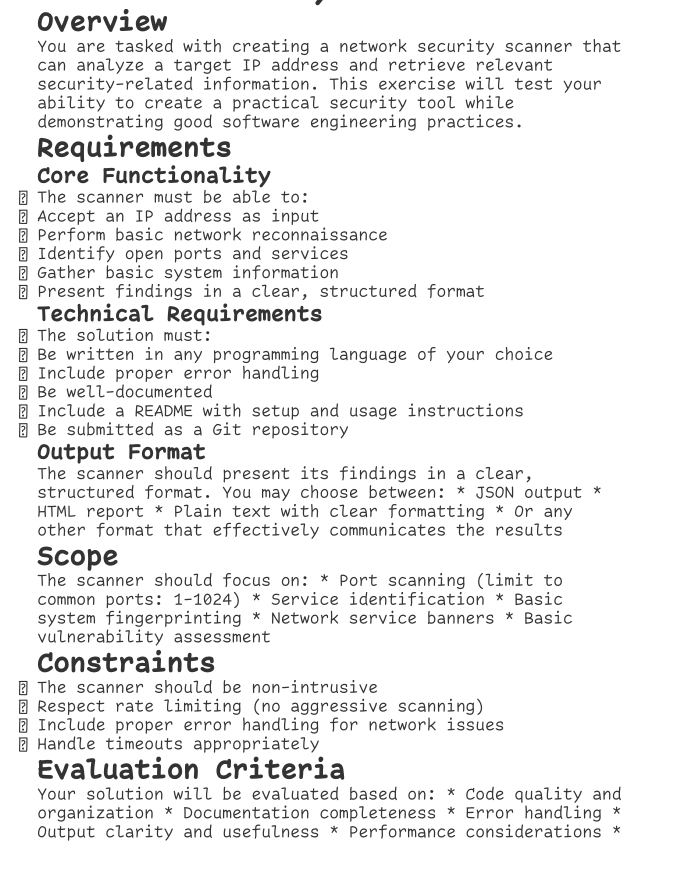 Overview
You are tasked with creating a network security scanner that
can analyze a target IP address and retrieve relevant
security-related information. This exercise will test your
ability to create a practical security tool while
demonstrating good software engineering practices.
Requirements
Core Functionality
⍰ The scanner must be able to:
⍰ Accept an IP address as input
⍰ Perform basic network reconnaissance
⍰ Identify open ports and services
⍰ Gather basic system information
⍰ Present findings in a clear, structured format
Technical Requirements
⍰ The solution must:
⍰ Be written in any programming language of your choice
⍰ Include proper error handling
⍰ Be well-documented
⍰ Include a README with setup and usage instructions
⍰ Be submitted as a Git repository
Output Format
The scanner should present its findings in a clear,
structured format. You may choose between: * JSON output *
HTML report * Plain text with clear formatting * Or any
other format that effectively communicates the results
Scope
The scanner should focus on: * Port scanning (limit to
common ports: 1-1024) * Service identification * Basic
system fingerprinting * Network service banners * Basic
vulnerability assessment
Constraints
⍰ The scanner should be non-intrusive
⍰ Respect rate limiting (no aggressive scanning)
⍰ Include proper error handling for network issues
⍰ Handle timeouts appropriately
Evaluation Criteria
Your solution will be evaluated based on: * Code quality and
organization * Documentation completeness * Error handling *
Output clarity and usefulness * Performance considerations *